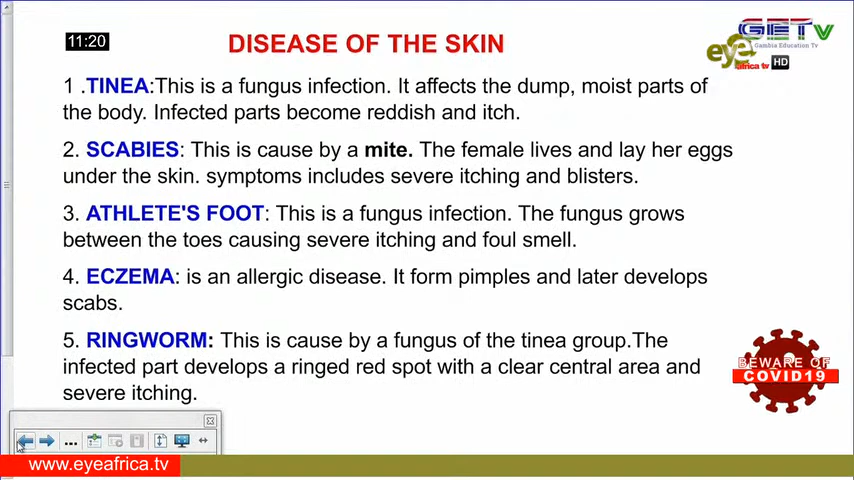 11:20
DISEASE OF THE SKIN
GETv
Gambia Education Tv
eye
africa tv HD
1 .TINEA:This is a fungus infection. It affects the dump, moist parts of
the body. Infected parts become reddish and itch.
2. SCABIES: This is cause by a mite. The female lives and lay her eggs
under the skin. symptoms includes severe itching and blisters.
3. ATHLETE'S FOOT: This is a fungus infection. The fungus grows
between the toes causing severe itching and foul smell.
4. ECZEMA: is an allergic disease. It form pimples and later develops
scabs.
5. RINGWORM: This is cause by a fungus of the tinea group.The
infected part develops a ringed red spot with a clear central area and
severe itching.
BEWARE OF
COVID19
www.eyeafrica.tv